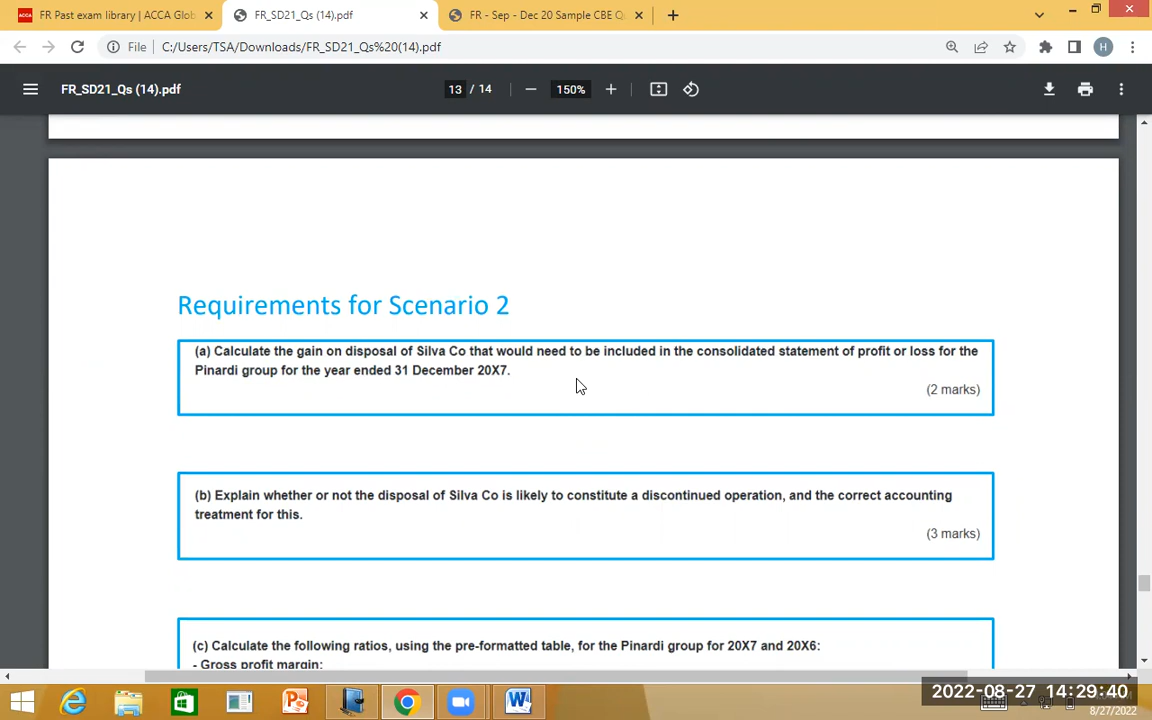 FR Past exam library | ACCA Glob
FR_SD21_Qs (14).pdf
FR - Sep - Dec 20 Sample CBE Q
File
C:/Users/TSA/Downloads/FR_SD21_Qs%20(14).pdf
H
FR_SD21_Qs (14).pdf
13 / 14
150%
Requirements for Scenario 2
(a) Calculate the gain on disposal of Silva Co that would need to be included in the consolidated statement of profit or loss for the
Pinardi group for the year ended 31 December 20X7.
(2 marks)
(b) Explain whether or not the disposal of Silva Co is likely to constitute a discontinued operation, and the correct accounting
treatment for this.
(3 marks)
(c) Calculate the following ratios, using the pre-formatted table, for the Pinardi group for 20X7 and 20X6:
- Gross profit margin;
2022-08-27 14:29:40
8/27/2022